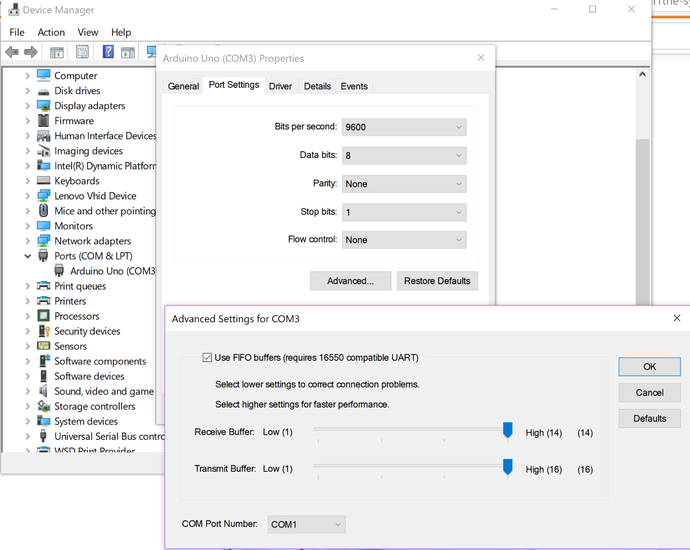 Device Manager
File Action View Help
Computer
Disk drives
Display adapters
Firmware
Human Interface Devices
Imaging devices
Intel(R) Dynamic Platform
Keyboards
Lenovo Vhid Device
Mice and other pointing
Monitors
Network adapters
Ports (COM & LPT)
Arduino Uno (COM3
Print queues
Printers
Processors
Security devices
Sensors
Software components
Software devices
Sound, video and game
Storage controllers
System devices
Universal Serial Bus contro
WSD Print Provider
Arduino Uno (COM3) Properties
General Port Settings Driver Details Events
Bits per second: 9600
Data bits: 8
Parity: None
Stop bits: 1
Flow control: None
Advanced... Restore Defaults
Advanced Settings for COM3
Use FIFO buffers (requires 16550 compatible UART)
Select lower settings to correct connection problems.
Select higher settings for faster performance.
Receive Buffer: Low (1) High (14) (14)
Transmit Buffer: Low (1) High (16) (16)
COM Port Number: COM1
OK
Cancel
Defaults